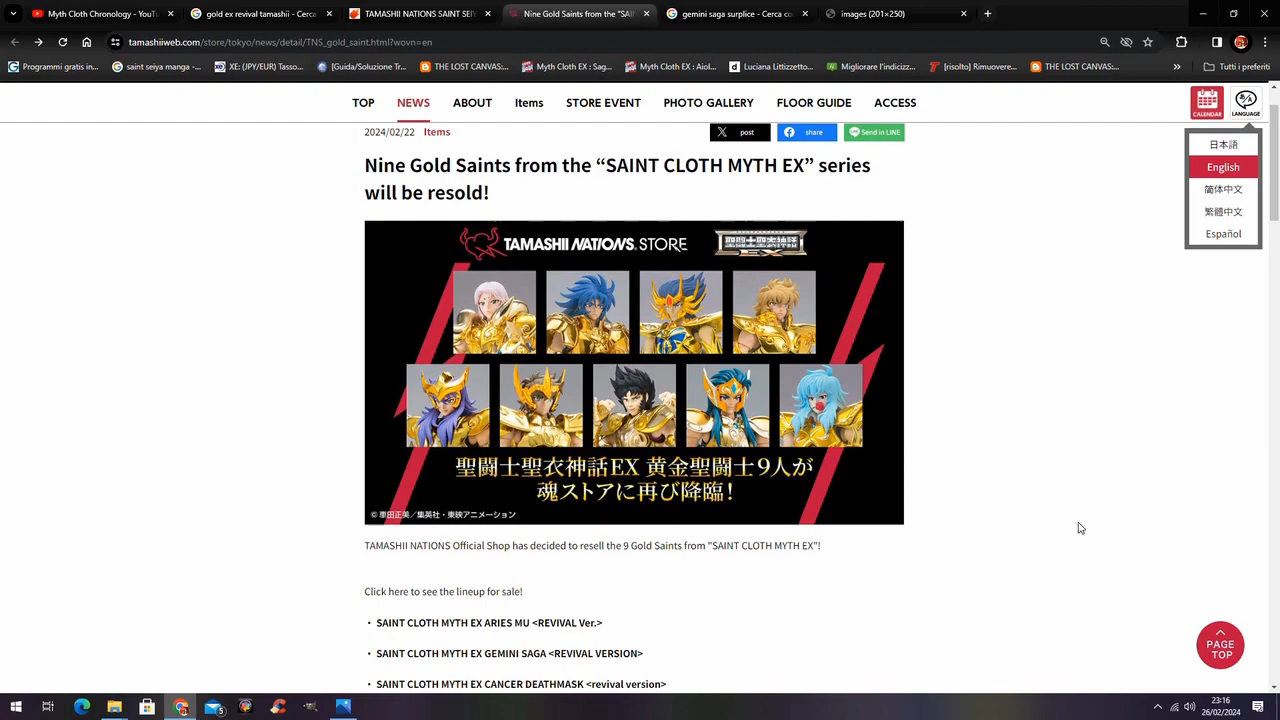 Myth Cloth Chronology - YouTu
gold ex revival tamashii - Cerca
TAMASHII NATIONS SAINT SEIY
Nine Gold Saints from the "SAIN
gemini saga surplice - Cerca co
images (201×250)
tamashiiweb.com/store/tokyo/news/detail/TNS_gold_saint.html?wovn=en
Programmi gratis in...
saint seiya manga -...
XE: (JPY/EUR) Tasso...
[Guida/Soluzione Tr...
THE LOST CANVAS:...
Myth Cloth EX : Sag...
Myth Cloth EX : Aiol...
Luciana Littizzetto...
Migliorare l'indicizz...
[risolto] Rimuovere...
THE LOST CANVAS:...
Tutti i preferiti
TOP NEWS ABOUT Items STORE EVENT PHOTO GALLERY FLOOR GUIDE ACCESS
CALENDAR
LANGUAGE
日本語
English
简体中文
繁體中文
Español
2024/02/22 Items
post
share
Send in LINE
Nine Gold Saints from the “SAINT CLOTH MYTH EX” series
will be resold!
TAMASHII NATIONS. STORE
聖闘士聖衣神話
EX
聖闘士聖衣神話EX 黄金聖闘士9人が
魂ストアに再び降臨！
© 車田正美／集英社・東映アニメーション
TAMASHII NATIONS Official Shop has decided to resell the 9 Gold Saints from "SAINT CLOTH MYTH EX"!
Click here to see the lineup for sale!
・ SAINT CLOTH MYTH EX ARIES MU <REVIVAL Ver.>
・ SAINT CLOTH MYTH EX GEMINI SAGA <REVIVAL VERSION>
・ SAINT CLOTH MYTH EX CANCER DEATHMASK <revival version>
PAGE
TOP
23:16
26/02/2024